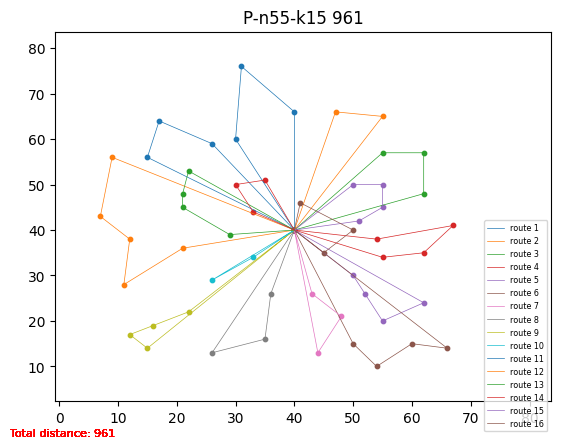 P-n55-k15 961
80
70
60
50
40
30
20
10
0
10
20
30
40
50
60
70
80
route 1
route 2
route 3
route 4
route 5
route 6
route 7
route 8
route 9
route 10
route 11
route 12
route 13
route 14
route 15
route 16
Total distance: 961